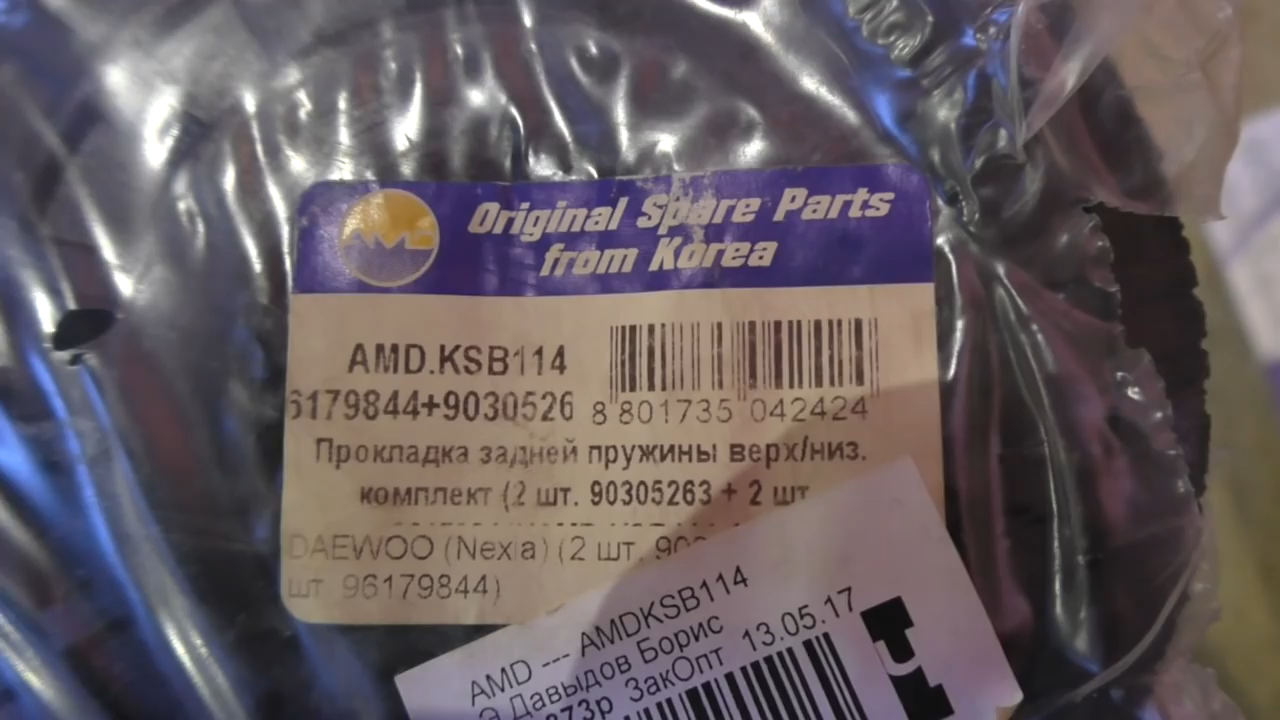 AMD
Original Spare Parts
from Korea
AMD.KSB114
6179844+9030526
8 801735 042424
Прокладка задней пружины верх/низ.
комплект (2 шт. 90305263 + 2 шт
DAEWOO (Nexia) (2 шт. 903
шт 96179844)
AMD --- AMDKSB114
Э Давыдов Борис
373р ЗакОпт 13.05.17